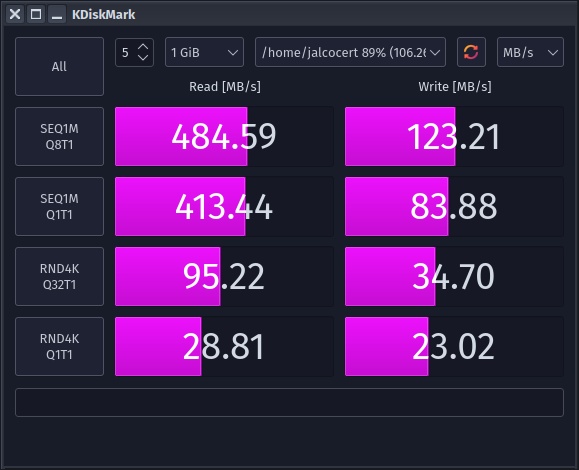 KDiskMark
All
5
1 GiB
/home/jalcocert 89% (106.26
MB/s
Read [MB/s]
Write [MB/s]
SEQ1M
Q8T1
484.59
123.21
SEQ1M
Q1T1
413.44
83.88
RND4K
Q32T1
95.22
34.70
RND4K
Q1T1
28.81
23.02